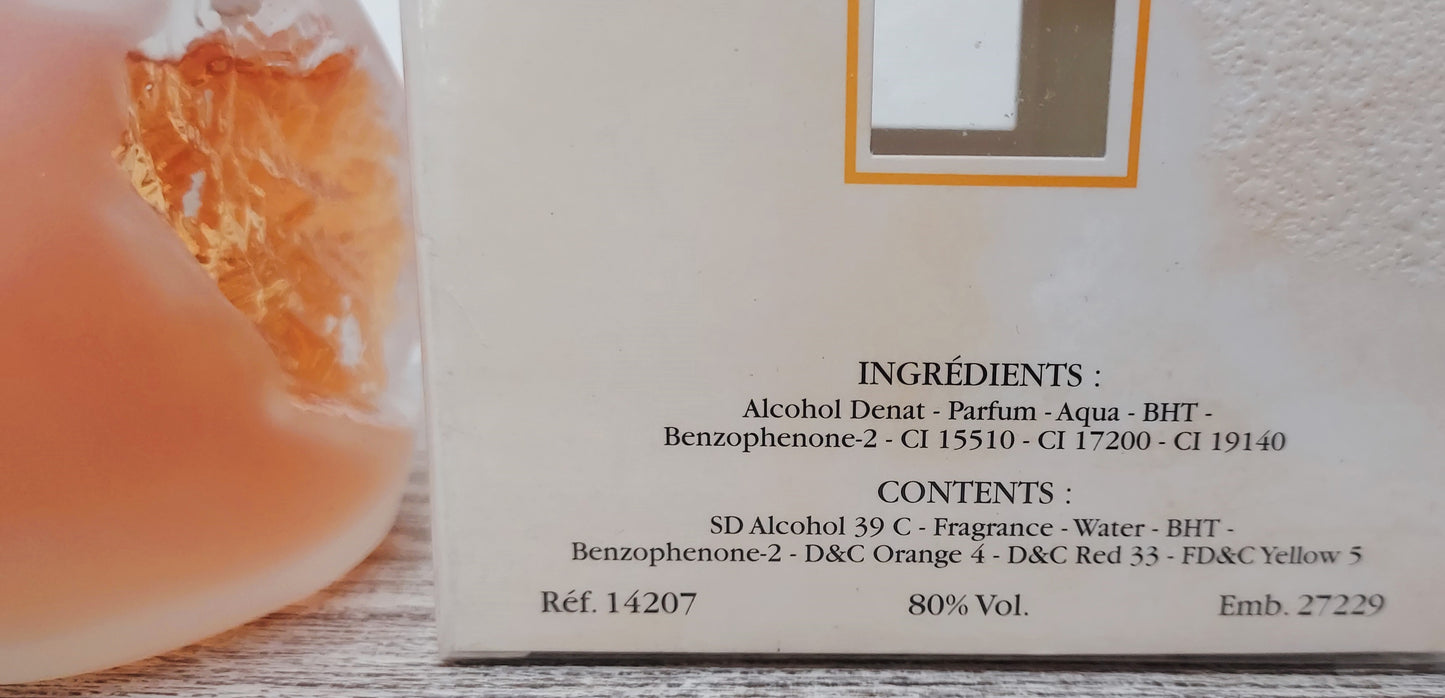 INGRÉDIENTS :
Alcohol Denat - Parfum - Aqua - BHT -
Benzophenone-2 - CI 15510 - CI 17200 - CI 19140
CONTENTS :
SD Alcohol 39 C - Fragrance - Water - BHT -
Benzophenone-2 - D&C Orange 4 - D&C Red 33 - FD&C Yellow 5
Réf. 14207 80% Vol. Emb. 27229